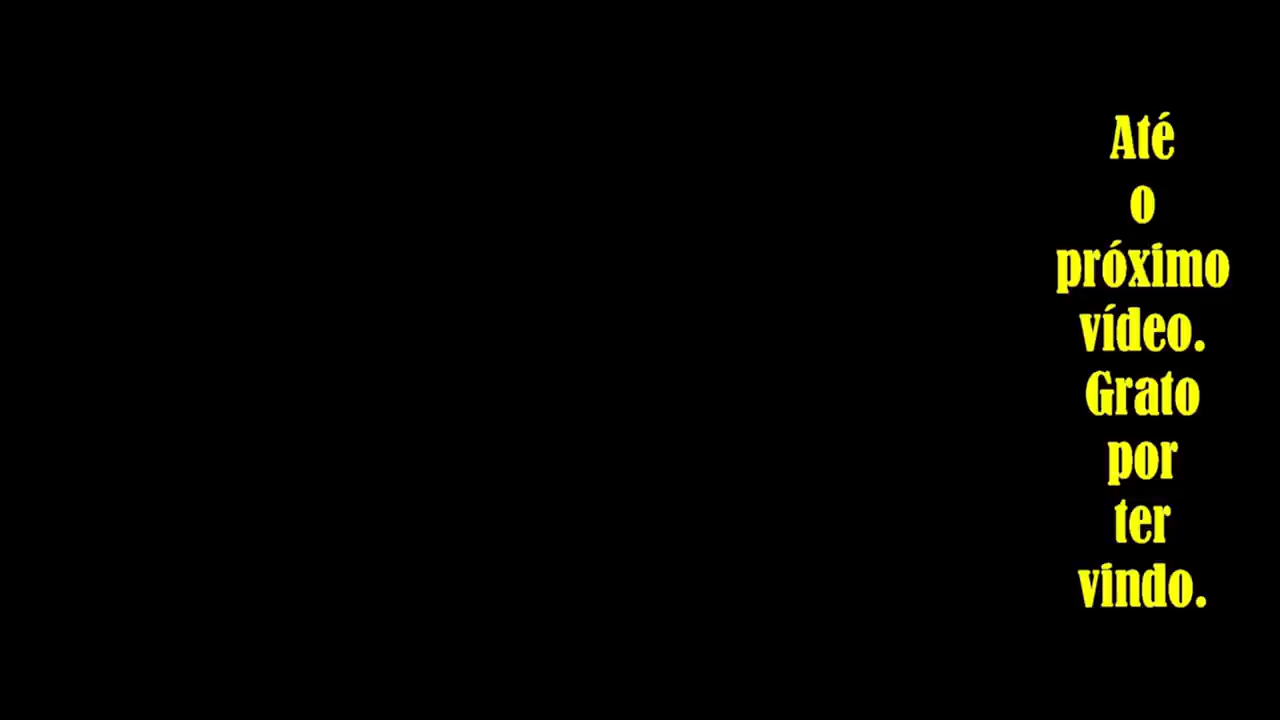 Até
o
próximo
vídeo.
Grato
por
ter
vindo.